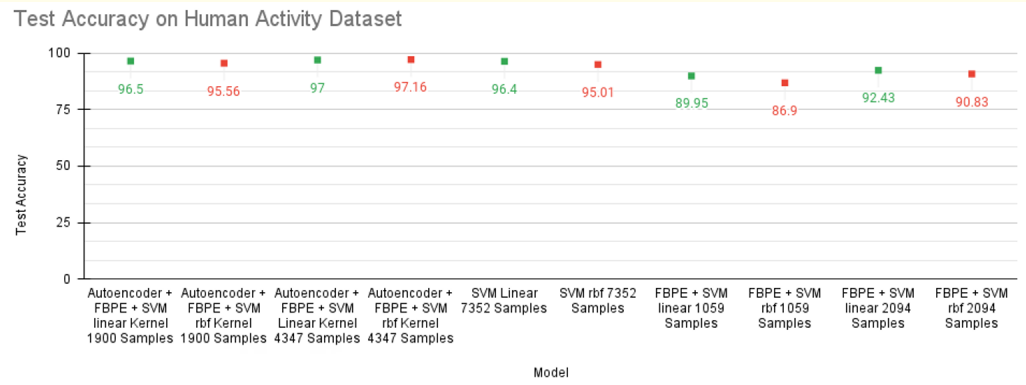 Test Accuracy on Human Activity Dataset
100
75
50
25
0
Test Accuracy
96.5
95.56
97
97.16
96.4
95.01
89.95
86.9
92.43
90.83
Autoencoder +
FBPE + SVM
linear Kernel
1900 Samples
Autoencoder +
FBPE + SVM
rbf Kernel
1900 Samples
Autoencoder +
FBPE + SVM
Linear Kernel
4347 Samples
Autoencoder +
FBPE + SVM
rbf Kernel
4347 Samples
SVM Linear
7352 Samples
SVM rbf 7352
Samples
FBPE + SVM
linear 1059
Samples
FBPE + SVM
rbf 1059
Samples
FBPE + SVM
linear 2094
Samples
FBPE + SVM
rbf 2094
Samples
Model